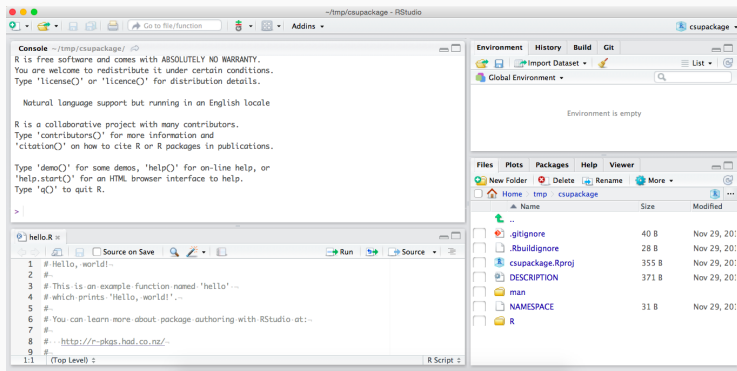 ~/tmp/csupackage - RStudio
Go to file/function Addins csupackage
Console ~/tmp/csupackage/
R is free software and comes with ABSOLUTELY NO WARRANTY.
You are welcome to redistribute it under certain conditions.
Type 'license()' or 'licence()' for distribution details.
Natural language support but running in an English locale
R is a collaborative project with many contributors.
Type 'contributors()' for more information and
'citation()' on how to cite R or R packages in publications.
Type 'demo()' for some demos, 'help()' for on-line help, or
'help.start()' for an HTML browser interface to help.
Type 'q()' to quit R.
>
hello.R
Source on Save Run Source
1 # Hello, world!
2 #
3 # This is an example function named 'hello'
4 # which prints 'Hello, world!'.
5 #
6 # You can learn more about package authoring with RStudio at:
7 #
8 # http://r-pkgs.had.co.nz/
9 #
1:1 (Top Level) R Script
Environment History Build Git
Import Dataset List
Global Environment
Environment is empty
Files Plots Packages Help Viewer
New Folder Delete Rename More
Home tmp csupackage
Name Size Modified
..
.gitignore 40 B Nov 29, 201
.Rbuildignore 28 B Nov 29, 201
csupackage.Rproj 355 B Nov 29, 201
DESCRIPTION 371 B Nov 29, 201
man
NAMESPACE 31 B Nov 29, 201
R